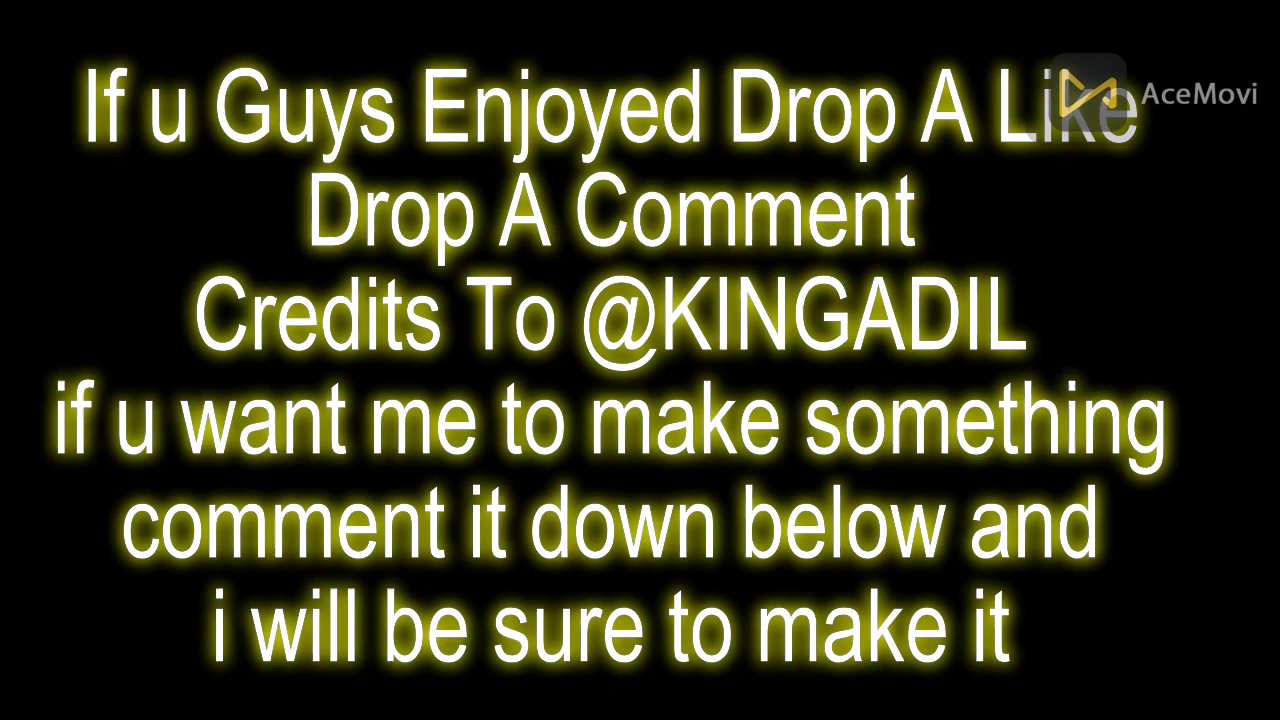 If u Guys Enjoyed Drop A Like
AceMovi
Drop A Comment
Credits To @KINGADIL
if u want me to make something
comment it down below and
i will be sure to make it